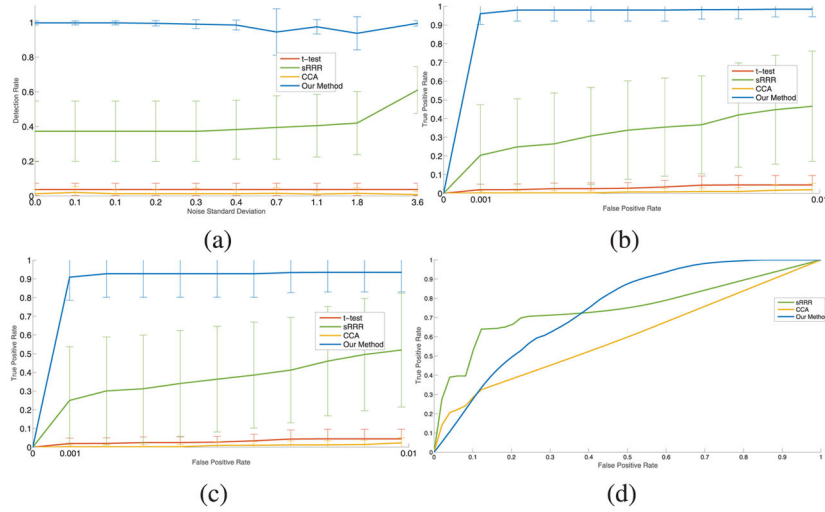 1
0.8
0.6
0.4
0.2
0
Detection Rate
0.0
0.1
0.1
0.2
0.3
0.4
0.7
1.1
1.8
3.6
Noise Standard Deviation
t-test
sRRR
CCA
Our Method
(a)
1
0.9
0.8
0.7
0.6
0.5
0.4
0.3
0.2
0.1
0
True Positive Rate
0
0.001
0.01
False Positive Rate
t-test
sRRR
CCA
Our Method
(b)
1
0.9
0.8
0.7
0.6
0.5
0.4
0.3
0.2
0.1
0
True Positive Rate
0
0.001
0.01
False Positive Rate
t-test
sRRR
CCA
Our Method
(c)
1
0.9
0.8
0.7
0.6
0.5
0.4
0.3
0.2
0.1
0
True Positive Rate
0
0.1
0.2
0.3
0.4
0.5
0.6
0.7
0.8
0.9
1
False Positive Rate
sRRR
CCA
Our Method
(d)